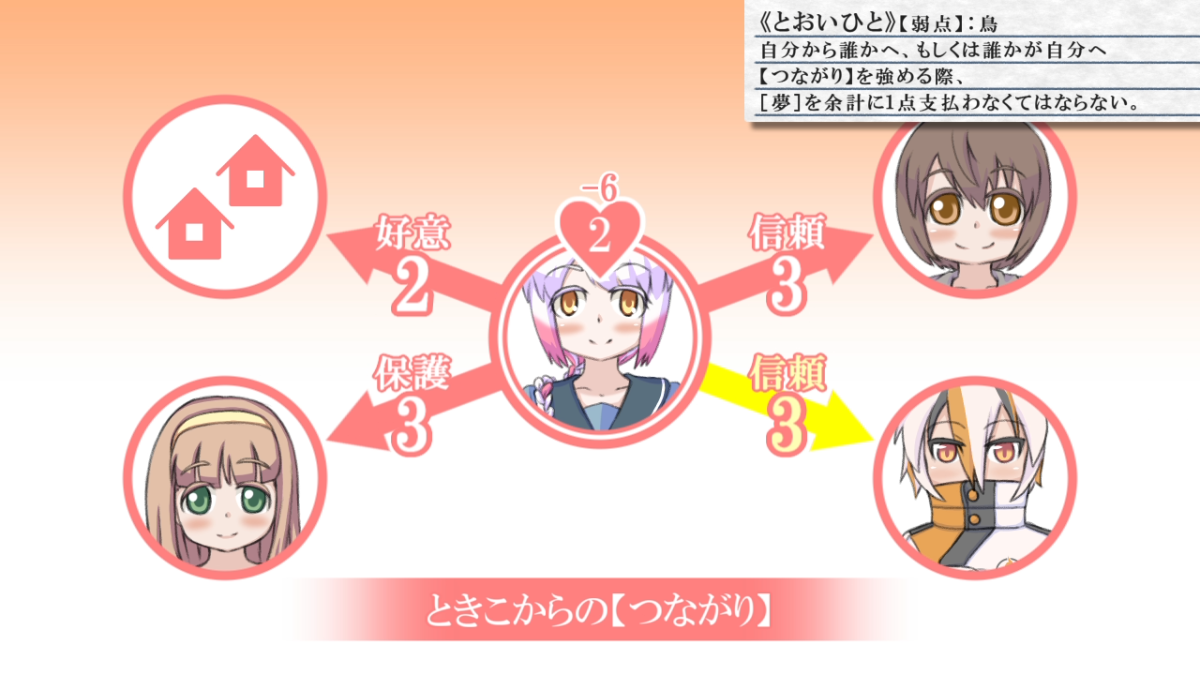 《とおいひと》【弱点】：鳥
自分から誰かへ、もしくは誰かが自分へ
【つながり】を強める際、
［夢］を余計に1点支払わなくてはならない。
-6
2
好意
2
信頼
3
保護
3
信頼
3
ときこからの【つながり】